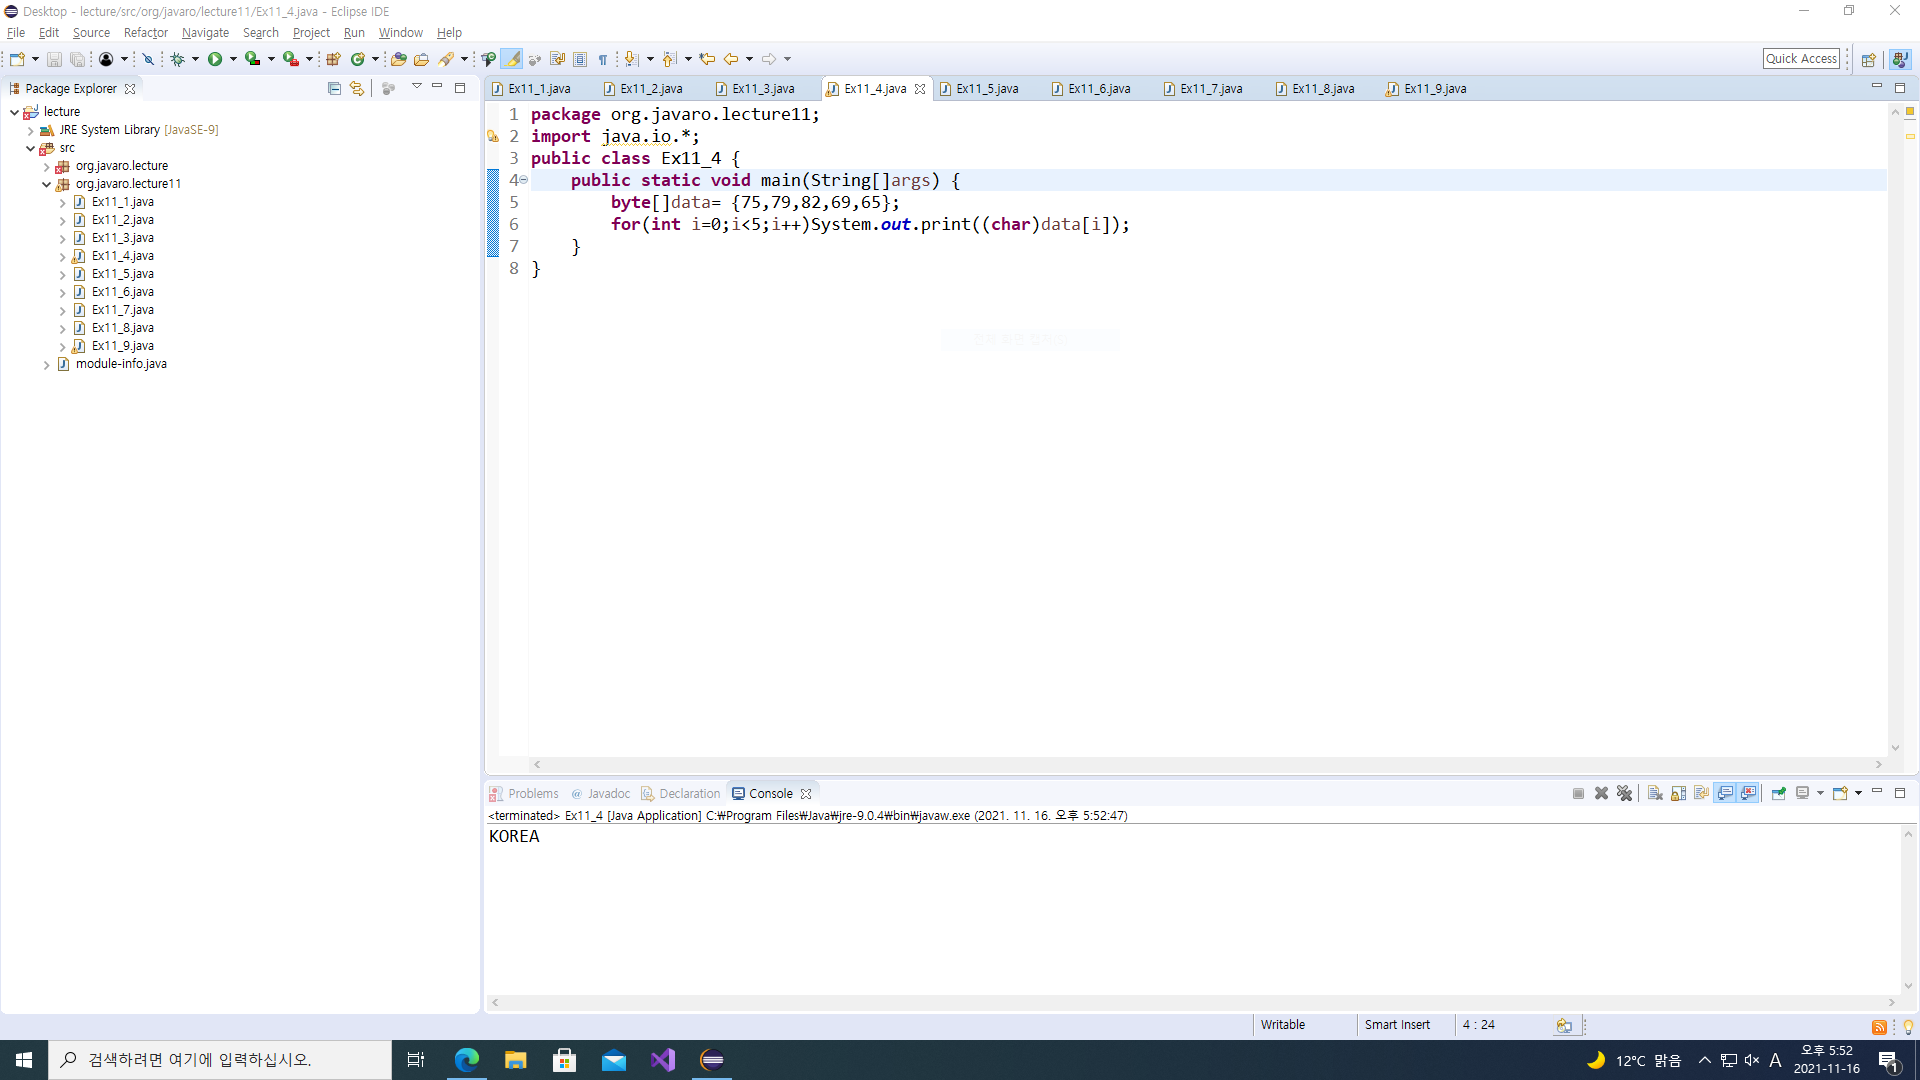 Desktop - lecture/src/org/javaro/lecture11/Ex11_4.java - Eclipse IDE
File Edit Source Refactor Navigate Search Project Run Window Help
Quick Access
Package Explorer
lecture
JRE System Library [JavaSE-9]
src
org.javaro.lecture
org.javaro.lecture11
Ex11_1.java
Ex11_2.java
Ex11_3.java
Ex11_4.java
Ex11_5.java
Ex11_6.java
Ex11_7.java
Ex11_8.java
Ex11_9.java
module-info.java
Ex11_1.java Ex11_2.java Ex11_3.java Ex11_4.java Ex11_5.java Ex11_6.java Ex11_7.java Ex11_8.java Ex11_9.java
1 package org.javaro.lecture11;
2 import java.io.*;
3 public class Ex11_4 {
4 public static void main(String[]args) {
5 byte[]data= {75,79,82,69,65};
6 for(int i=0;i<5;i++)System.out.print((char)data[i]);
7 }
8 }
Problems @ Javadoc Declaration Console
<terminated> Ex11_4 [Java Application] C:₩Program Files₩Java₩jre-9.0.4₩bin₩javaw.exe (2021. 11. 16. 오후 5:52:47)
KOREA
Writable Smart Insert 4 : 24
검색하려면 여기에 입력하십시오.
12°C 맑음 A
오후 5:52
2021-11-16
1